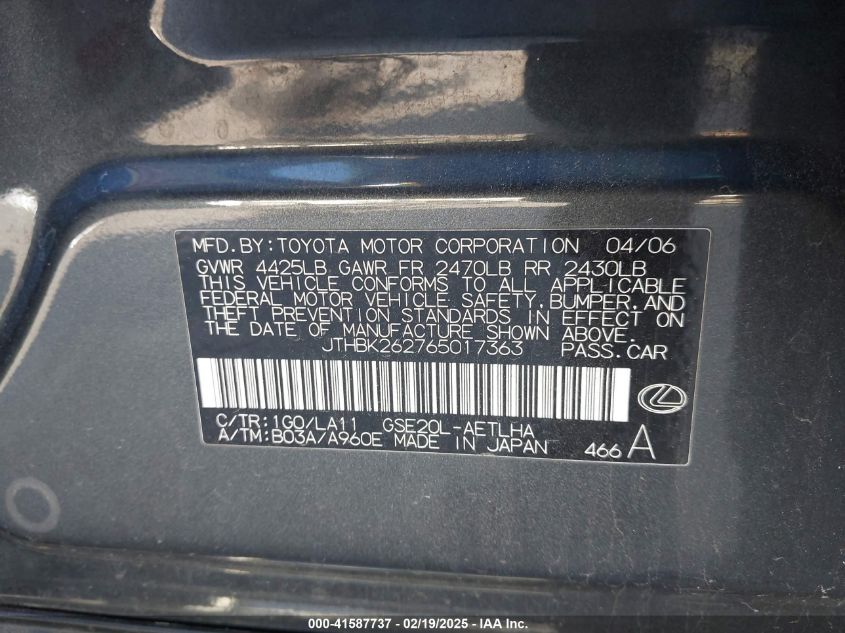 MFD.BY:TOYOTA MOTOR CORPORATION 04/06
GVWR 4425LB GAWR FR 2470LB RR 2430LB
THIS VEHICLE CONFORMS TO ALL APPLICABLE
FEDERAL MOTOR VEHICLE SAFETY, BUMPER, AND
THEFT PREVENTION STANDARDS IN EFFECT ON
THE DATE OF MANUFACTURE SHOWN ABOVE.
JTHBK262765017363 PASS.CAR
C/TR:1G0/LA11 GSE20L-AETLHA
A/TM:B03A/A960E MADE IN JAPAN 466 A
000-41587737 - 02/19/2025 - IAA Inc.